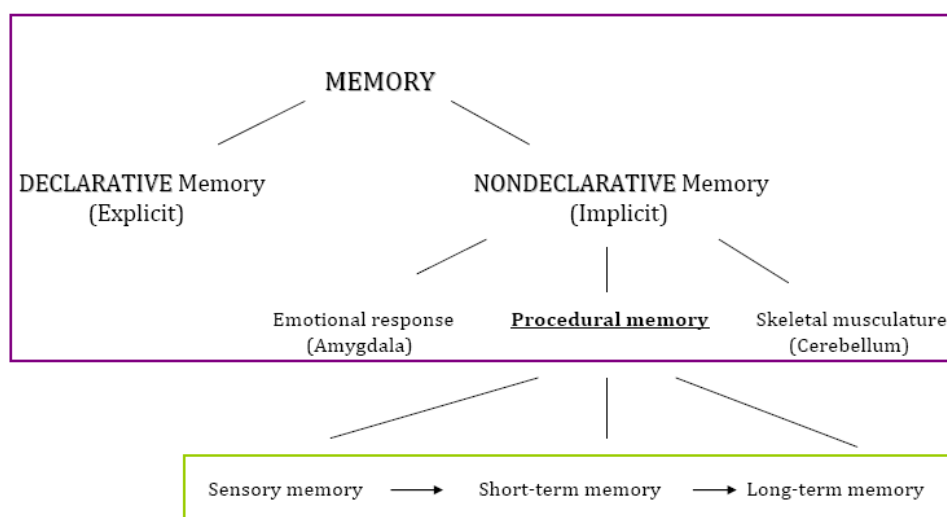 MEMORY
DECLARATIVE Memory
(Explicit)
NONDECLARATIVE Memory
(Implicit)
Emotional response
(Amygdala)
Procedural memory
Skeletal musculature
(Cerebellum)
Sensory memory
Short-term memory
Long-term memory